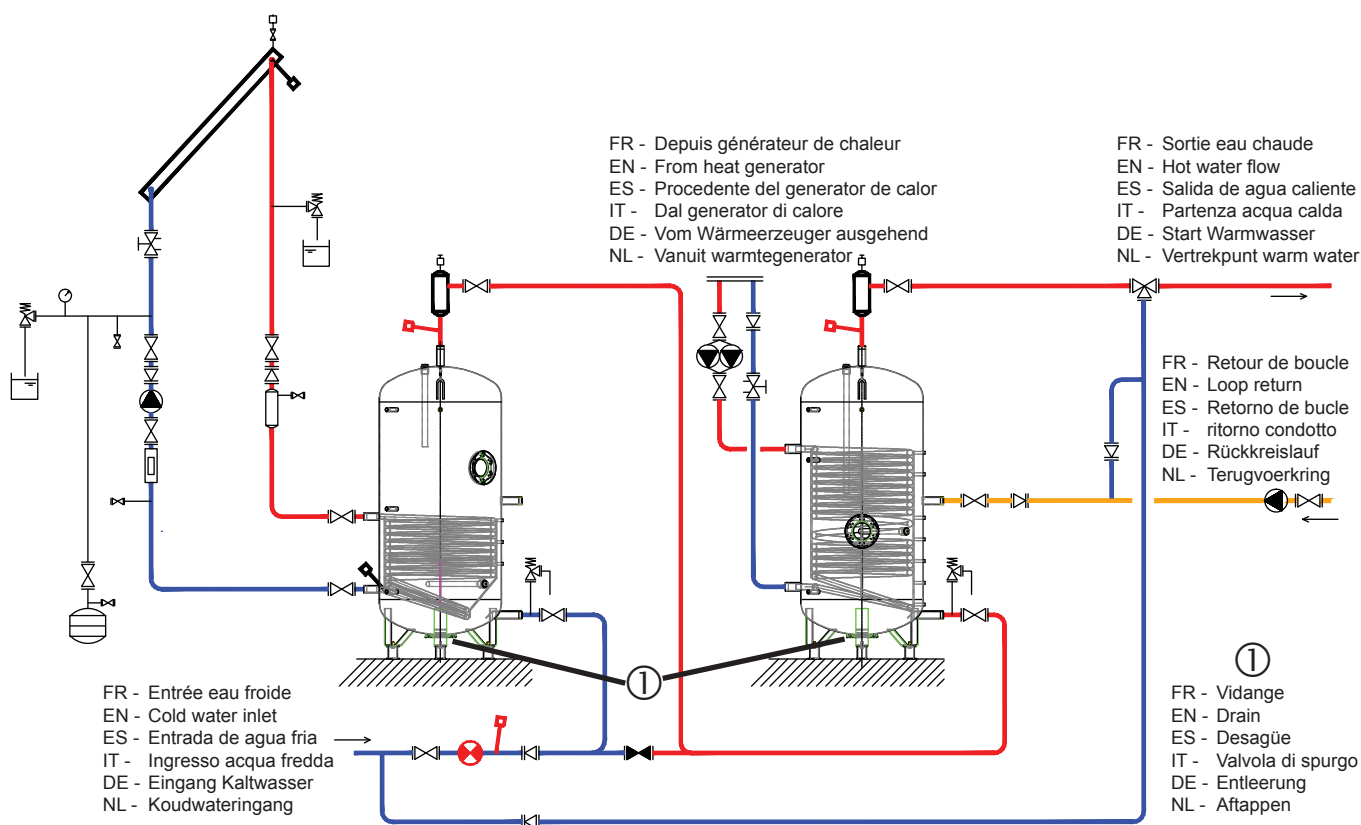 FR - Depuis générateur de chaleur
EN - From heat generator
ES - Procedente del generator de calor
IT - Dal generator di calore
DE - Vom Wärmeerzeuger ausgehend
NL - Vanuit warmtegenerator
FR - Sortie eau chaude
EN - Hot water flow
ES - Salida de agua caliente
IT - Partenza acqua calda
DE - Start Warmwasser
NL - Vertrekpunt warm water
FR - Retour de boucle
EN - Loop return
ES - Retorno de bucle
IT - ritorno condotto
DE - Rückkreislauf
NL - Terugvoerkring
①
FR - Entrée eau froide
EN - Cold water inlet
ES - Entrada de agua fria
IT - Ingresso acqua fredda
DE - Eingang Kaltwasser
NL - Koudwateringang
①
FR - Vidange
EN - Drain
ES - Desagüe
IT - Valvola di spurgo
DE - Entleerung
NL - Aftappen